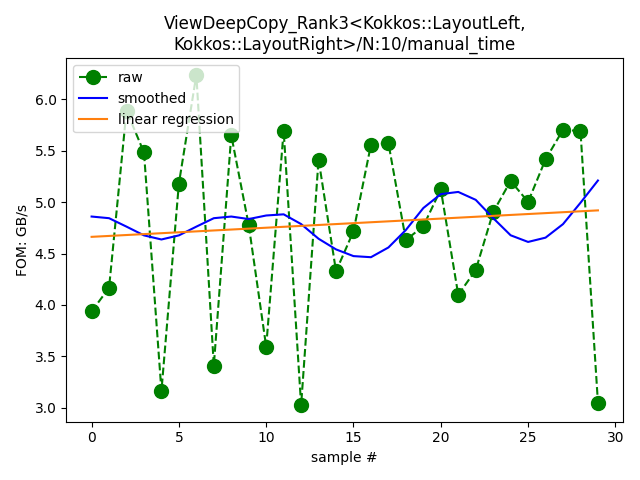 ViewDeepCopy_Rank3<Kokkos::LayoutLeft,
Kokkos::LayoutRight>/N:10/manual_time
raw
smoothed
linear regression
FOM: GB/s
6.0
5.5
5.0
4.5
4.0
3.5
3.0
0 5 10 15 20 25 30
sample #